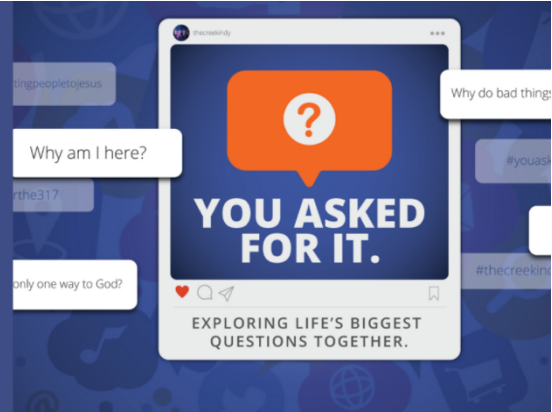 thecreekindy
tingpeopletojesus
Why do bad things
Why am I here?
?
#youask
rthe317
YOU ASKED
FOR IT.
#thecreekind
only one way to God?
EXPLORING LIFE'S BIGGEST
QUESTIONS TOGETHER.